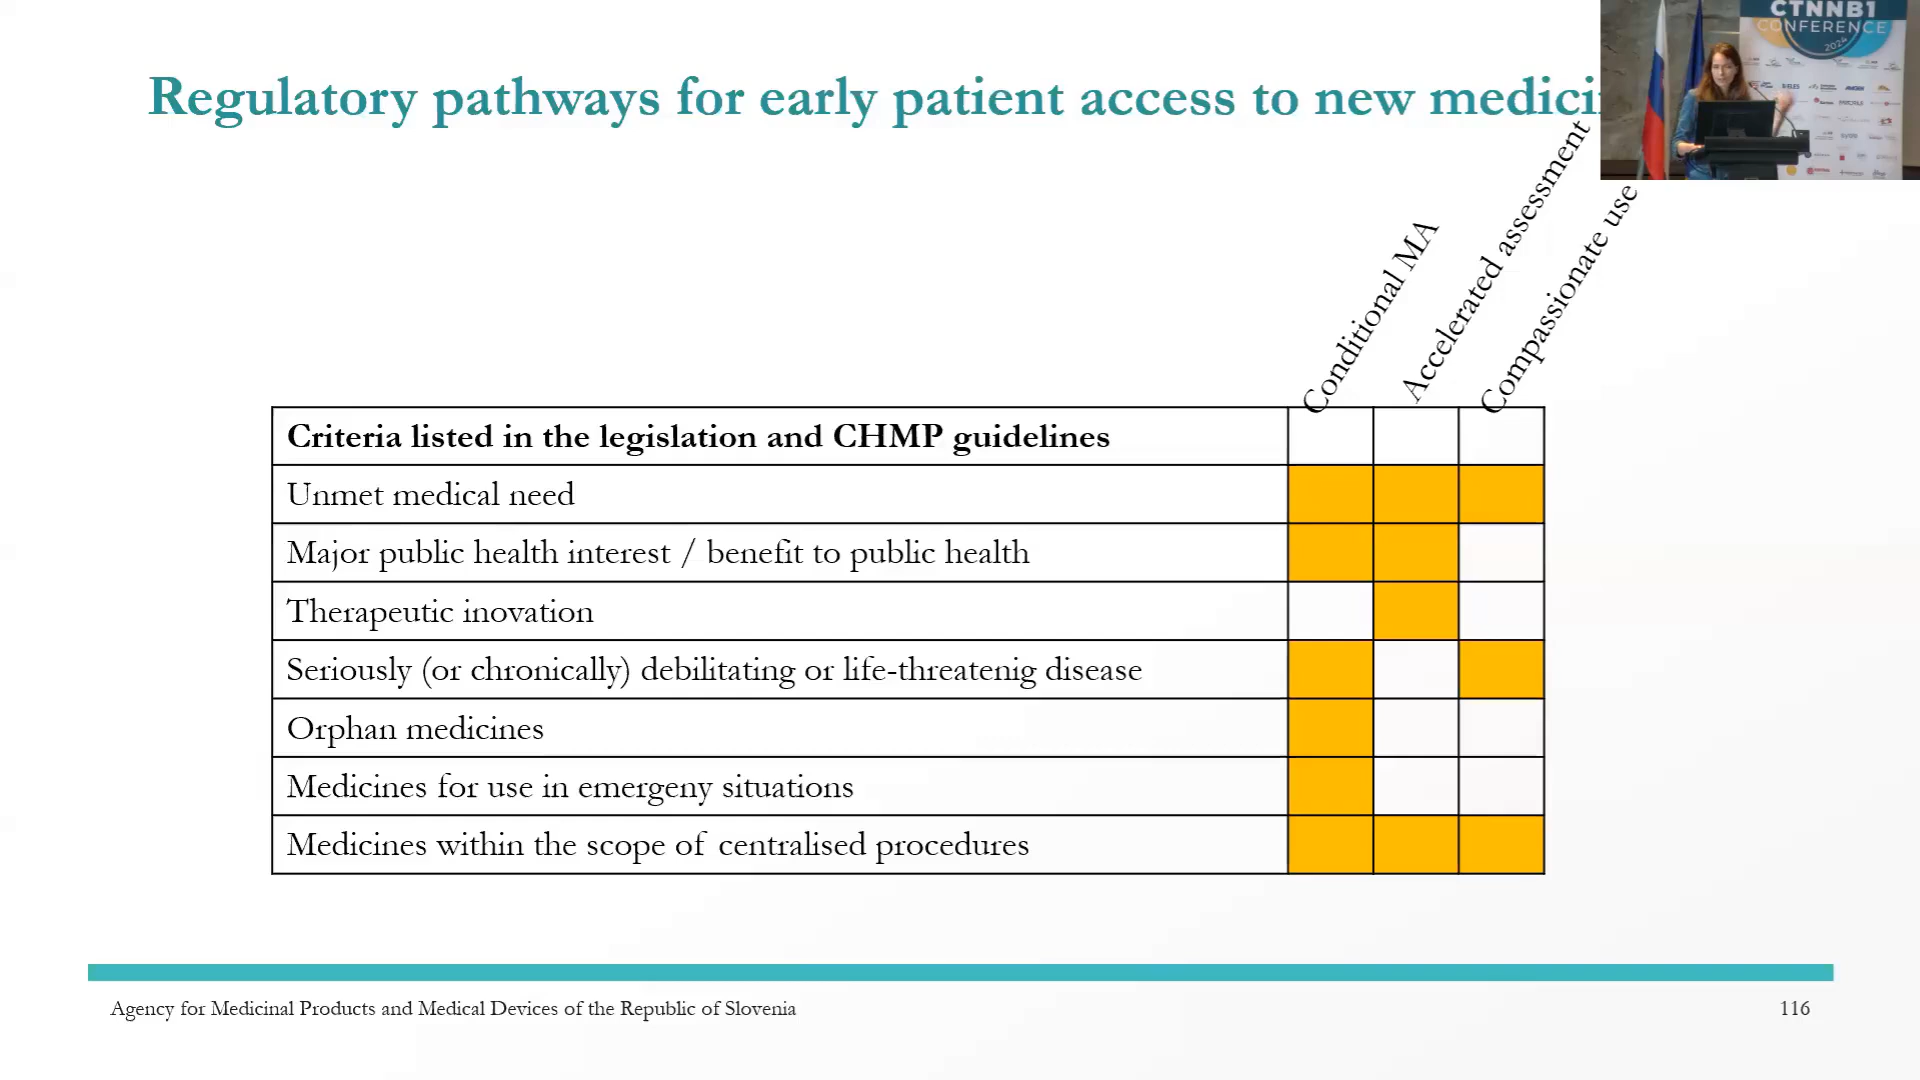 Regulatory pathways for early patient access to new
CTNNB1
CONFERENCE
2024
Conditional MA
Accelerated assessment
Compassionate use
Criteria listed in the legislation and CHMP guidelines
Unmet medical need
Major public health interest / benefit to public health
Therapeutic inovation
Seriously (or chronically) debilitating or life-threatenig disease
Orphan medicines
Medicines for use in emergeny situations
Medicines within the scope of centralised procedures
Agency for Medicinal Products and Medical Devices of the Republic of Slovenia
116